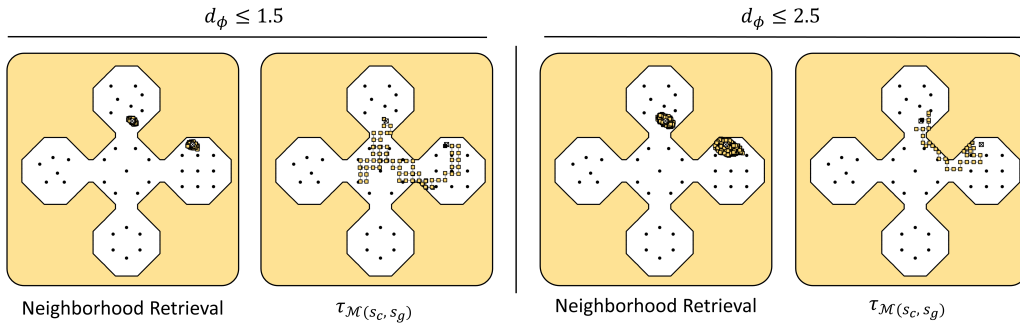 d_ϕ ≤ 1.5
d_ϕ ≤ 2.5
Neighborhood Retrieval
τ_ℳ(s_c, s_g)
Neighborhood Retrieval
τ_ℳ(s_c, s_g)